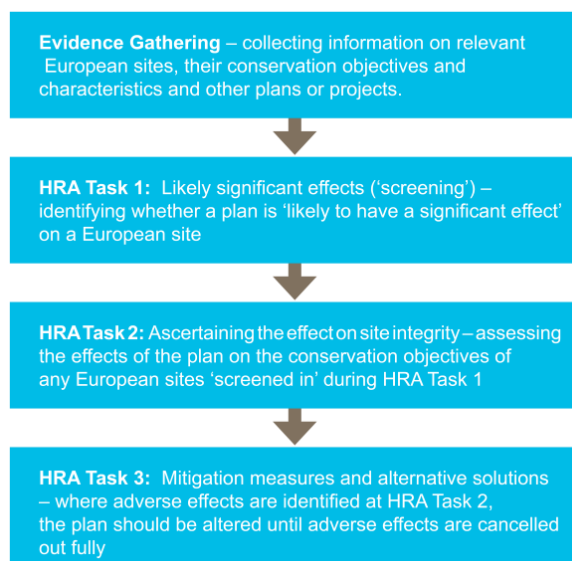 Evidence Gathering – collecting information on relevant
European sites, their conservation objectives and
characteristics and other plans or projects.
HRA Task 1: Likely significant effects (‘screening’) –
identifying whether a plan is ‘likely to have a significant effect’
on a European site
HRA Task 2: Ascertaining the effect on site integrity – assessing
the effects of the plan on the conservation objectives of
any European sites ‘screened in’ during HRA Task 1
HRA Task 3: Mitigation measures and alternative solutions
– where adverse effects are identified at HRA Task 2,
the plan should be altered until adverse effects are cancelled
out fully